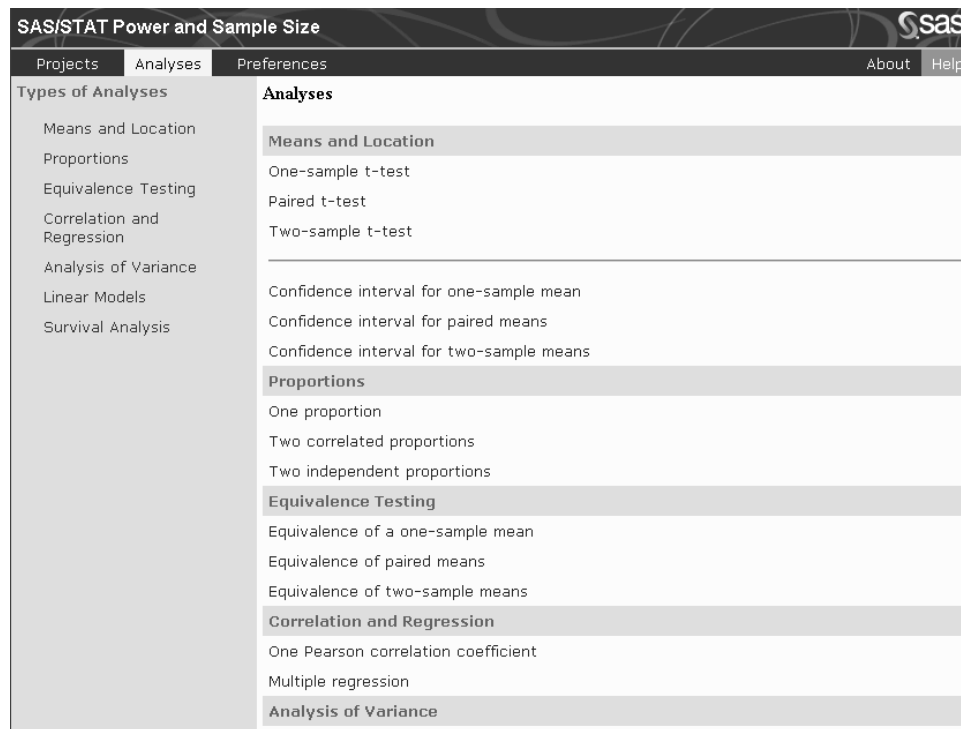 SAS/STAT Power and Sample Size
sas
Projects Analyses Preferences About Help
Types of Analyses
Means and Location
Proportions
Equivalence Testing
Correlation and
Regression
Analysis of Variance
Linear Models
Survival Analysis
Analyses
Means and Location
One-sample t-test
Paired t-test
Two-sample t-test
Confidence interval for one-sample mean
Confidence interval for paired means
Confidence interval for two-sample means
Proportions
One proportion
Two correlated proportions
Two independent proportions
Equivalence Testing
Equivalence of a one-sample mean
Equivalence of paired means
Equivalence of two-sample means
Correlation and Regression
One Pearson correlation coefficient
Multiple regression
Analysis of Variance